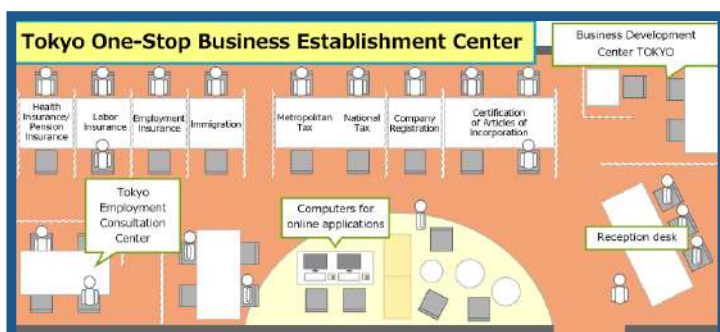 Tokyo One-Stop Business Establishment Center
Business Development
Center TOKYO
Health
Insurance/
Pension
Insurance
Labor
Insurance
Employment
Insurance
Immigration
Metropolitan
Tax
National
Tax
Company
Registration
Certification
of Articles of
Incorporation
Tokyo
Employment
Consultation
Center
Computers for
online applications
Reception desk